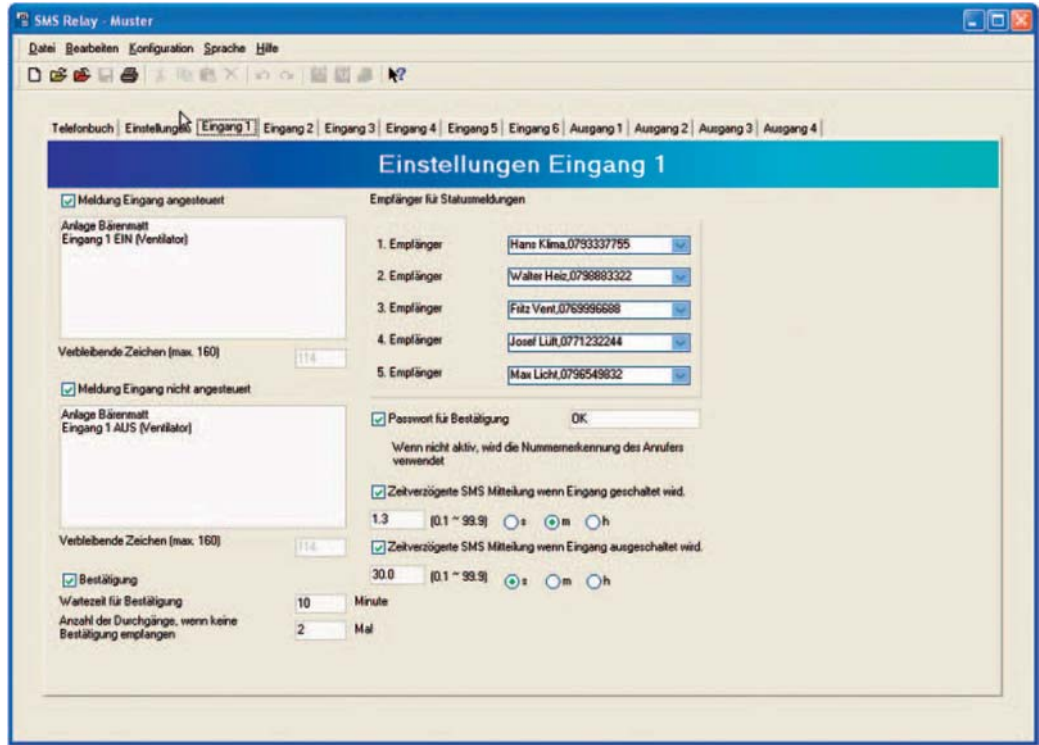 SMS Relay - Muster
Datei Bearbeiten Konfiguration Sprache Hilfe
Telefonbuch Einstellungen Eingang 1 Eingang 2 Eingang 3 Eingang 4 Eingang 5 Eingang 6 Ausgang 1 Ausgang 2 Ausgang 3 Ausgang 4
Einstellungen Eingang 1
Meldung Eingang angesteuert
Anlage Bärenmatt
Eingang 1 EIN (Ventilator)
Verbleibende Zeichen (max. 160) 114
Meldung Eingang nicht angesteuert
Anlage Bärenmatt
Eingang 1 AUS (Ventilator)
Verbleibende Zeichen (max. 160) 114
Bestätigung
Wartezeit für Bestätigung 10 Minute
Anzahl der Durchgänge, wenn keine
Bestätigung empfangen 2 Mal
Empfänger für Statusmeldungen
1. Empfänger Hans Klima,0793337755
2. Empfänger Walter Heiz,0798883322
3. Empfänger Fritz Vent,0769996688
4. Empfänger Josef Lüft,0771232244
5. Empfänger Max Licht,0796549832
Passwort für Bestätigung OK
Wenn nicht aktiv, wird die Nummernerkennung des Anrufers
verwendet
Zeitverzögerte SMS Mitteilung wenn Eingang geschaltet wird.
1.3 (0.1 ~ 99.9) s m h
Zeitverzögerte SMS Mitteilung wenn Eingang ausgeschaltet wird.
30.0 (0.1 ~ 99.9) s m h